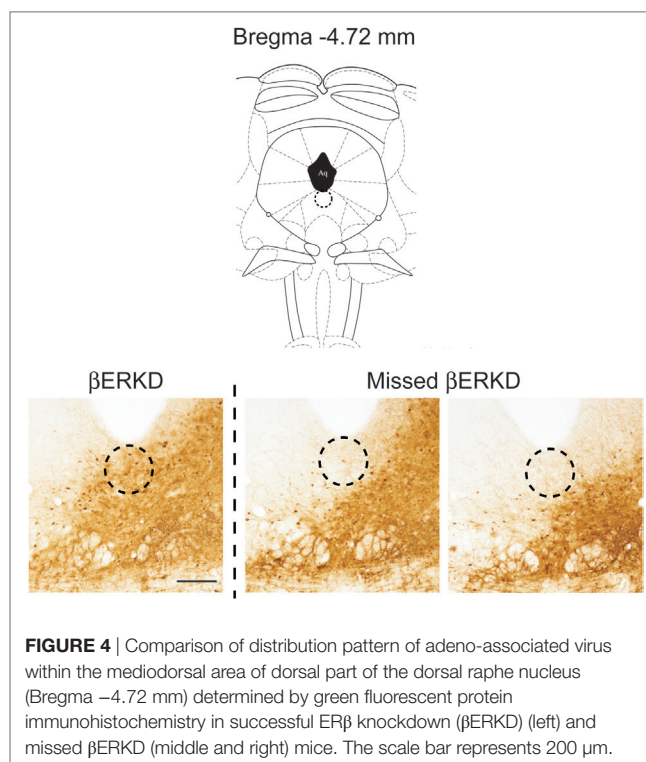 Bregma -4.72 mm
Aq
βERKD
Missed βERKD
FIGURE 4 | Comparison of distribution pattern of adeno-associated virus
within the mediodorsal area of dorsal part of the dorsal raphe nucleus
(Bregma −4.72 mm) determined by green fluorescent protein
immunohistochemistry in successful ERβ knockdown (βERKD) (left) and
missed βERKD (middle and right) mice. The scale bar represents 200 µm.